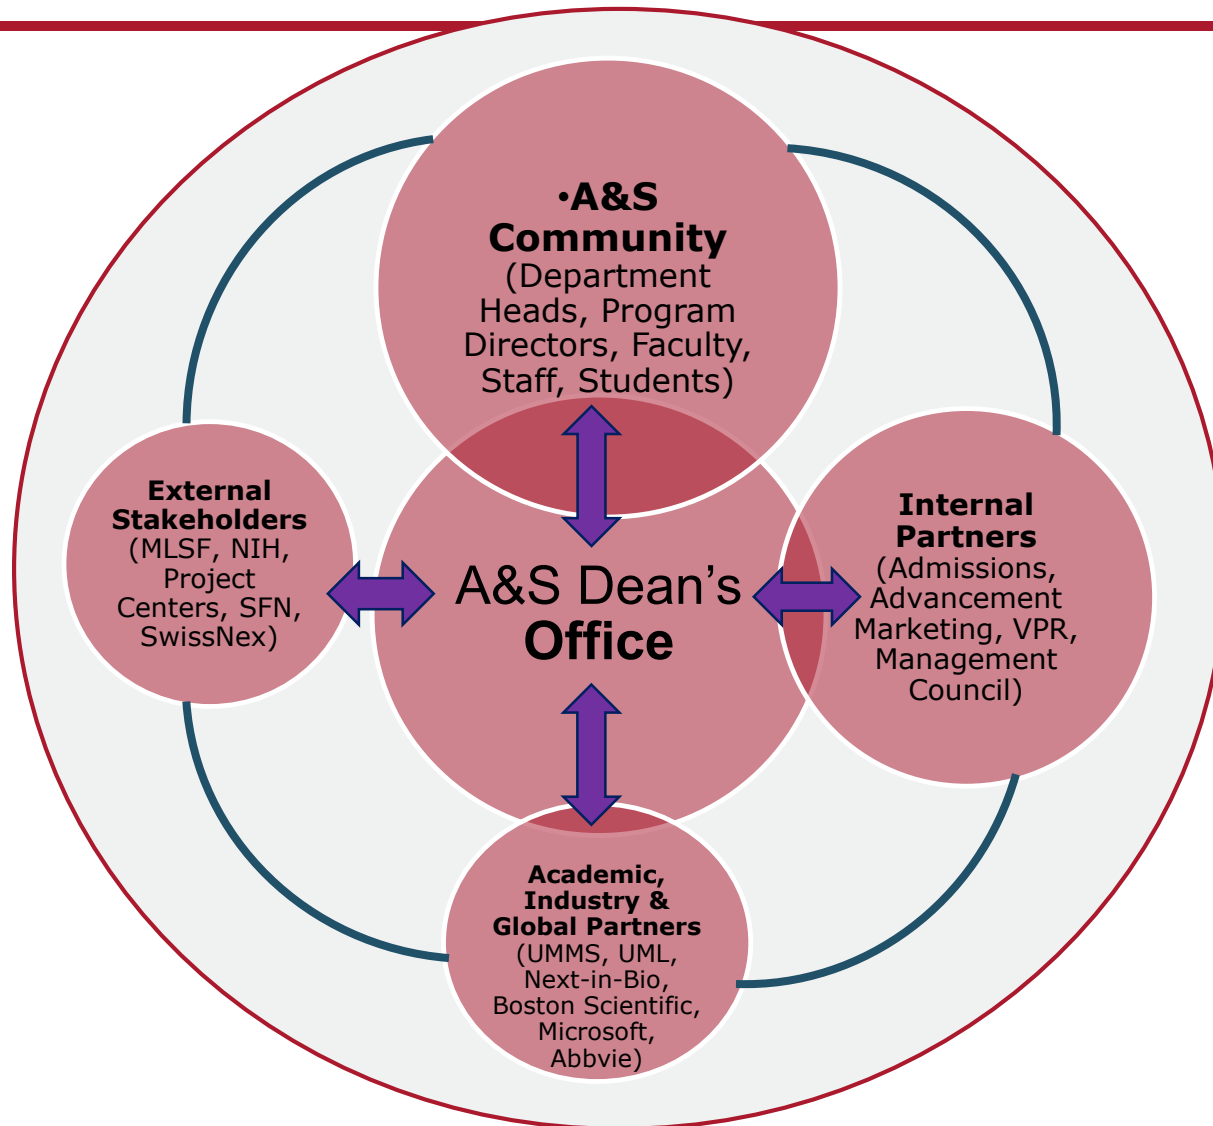 •A&S
Community
(Department
Heads, Program
Directors, Faculty,
Staff, Students)
External
Stakeholders
(MLSF, NIH,
Project
Centers, SFN,
SwissNex)
A&S Dean’s
Office
Internal
Partners
(Admissions,
Advancement
Marketing, VPR,
Management
Council)
Academic,
Industry &
Global Partners
(UMMS, UML,
Next-in-Bio,
Boston Scientific,
Microsoft,
Abbvie)